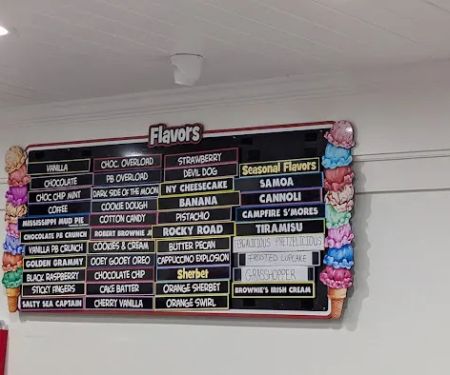 Flavors
VANILLA
CHOCOLATE
CHOC CHIP MINT
COFFEE
MISSISSIPPI MUD PIE
CHOCOLATE PB CRUNCH
VANILLA PB CRUNCH
GOLDEN GRAMMY
BLACK RASPBERRY
STICKY FINGERS
SALTY SEA CAPTAIN
CHOC. OVERLOAD
PB OVERLOAD
DARK SIDE OF THE MOON
COOKIE DOUGH
COTTON CANDY
ROBERT BROWNIE JR
COOKIES & CREAM
OOEY GOOEY OREO
CHOCOLATE CHIP
CAKE BATTER
CHERRY VANILLA
STRAWBERRY
DEVIL DOG
NY CHEESECAKE
BANANA
PISTACHIO
ROCKY ROAD
BUTTER PECAN
CAPPUCCINO EXPLOSION
Sherbet
ORANGE SHERBET
ORANGE SWIRL
Seasonal Flavors
SAMOA
CANNOLI
CAMPFIRE S'MORES
TIRAMISU
PRETZELICIOUS
FROSTED CUPCAKE
GRASSHOPPER
BROWNIE'S IRISH CREAM